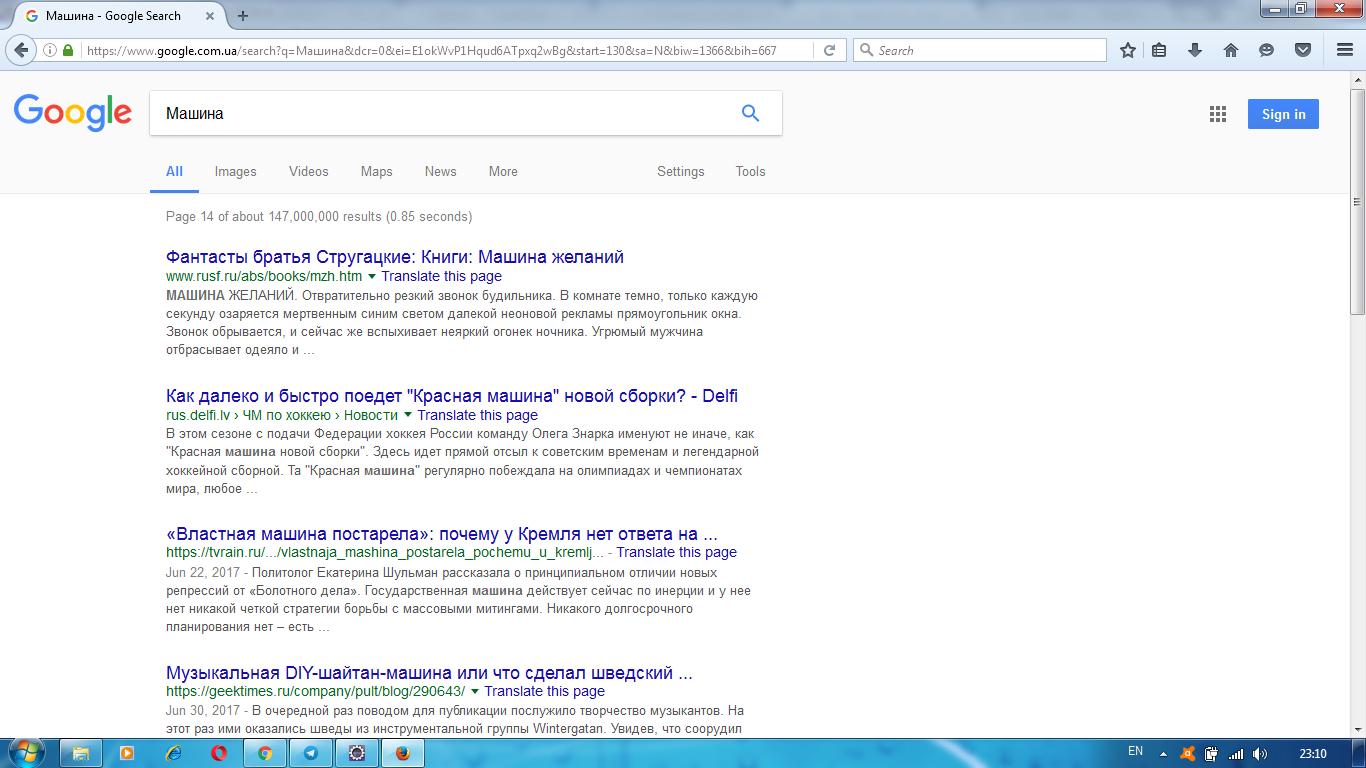 Машина - Google Search
https://www.google.com.ua/search?q=Машина&dcr=0&ei=E1okWvP1Hqud6ATpxq2wBg&start=130&sa=N&biw=1366&bih=667
Search
Google
Машина
Sign in
All Images Videos Maps News More Settings Tools
Page 14 of about 147,000,000 results (0.85 seconds)
Фантасты братья Стругацкие: Книги: Машина желаний
www.rusf.ru/abs/books/mzh.htm Translate this page
МАШИНА ЖЕЛАНИЙ. Отвратительно резкий звонок будильника. В комнате темно, только каждую
секунду озаряется мертвенным синим светом далекой неоновой рекламы прямоугольник окна.
Звонок обрывается, и сейчас же вспыхивает неяркий огонек ночника. Угрюмый мужчина
отбрасывает одеяло и ...
Как далеко и быстро поедет "Красная машина" новой сборки? - Delfi
rus.delfi.lv › ЧМ по хоккею › Новости Translate this page
В этом сезоне с подачи Федерации хоккея России команду Олега Знарка именуют не иначе, как
"Красная машина новой сборки". Здесь идет прямой отсыл к советским временам и легендарной
хоккейной сборной. Та "Красная машина" регулярно побеждала на олимпиадах и чемпионатах
мира, любое ...
«Властная машина постарела»: почему у Кремля нет ответа на ...
https://tvrain.ru/.../vlastnaja_mashina_postarela_pochemu_u_kremlj... - Translate this page
Jun 22, 2017 - Политолог Екатерина Шульман рассказала о принципиальном отличии новых
репрессий от «Болотного дела». Государственная машина действует сейчас по инерции и у нее
нет никакой четкой стратегии борьбы с массовыми митингами. Никакого долгосрочного
планирования нет – есть ...
Музыкальная DIY-шайтан-машина или что сделал шведский ...
https://geektimes.ru/company/pult/blog/290643/ Translate this page
Jun 30, 2017 - В очередной раз поводом для публикации послужило творчество музыкантов. На
этот раз ими оказались шведы из инструментальной группы Wintergatan. Увидев, что соорудил
EN 23:10